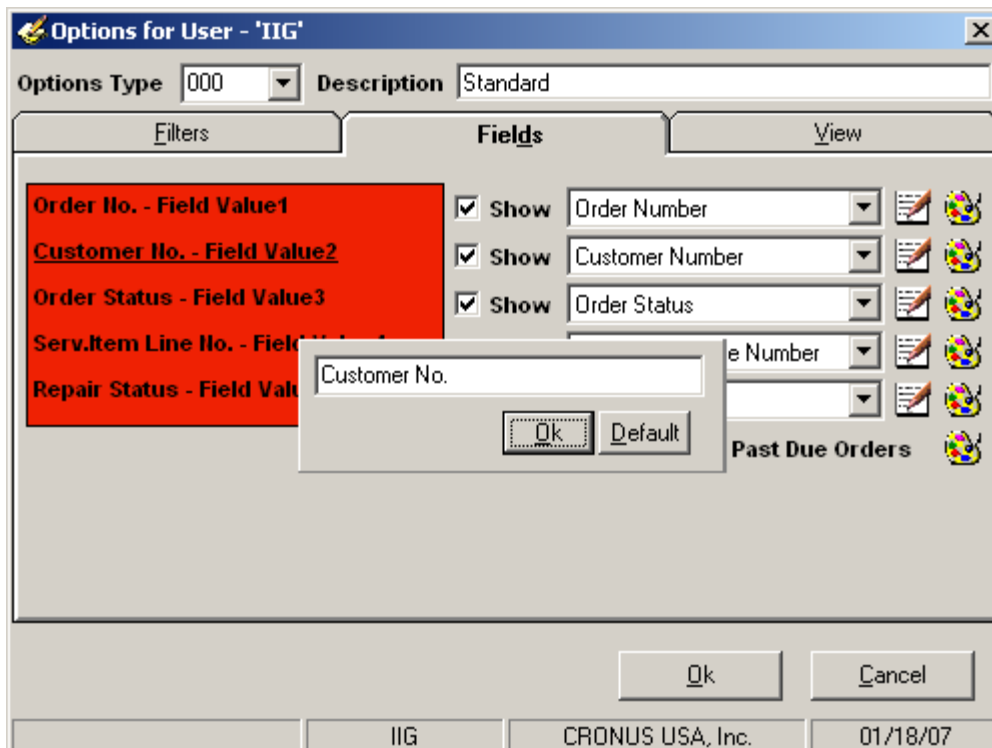 Options for User - 'IIG'
Options Type 000 Description Standard
Filters Fields View
Order No. - Field Value1 Show Order Number
Customer No. - Field Value2 Show Customer Number
Order Status - Field Value3 Show Order Status
Serv.Item Line No. - Field e Number
Customer No.
Repair Status - Field
Ok Default
Past Due Orders
Ok Cancel
IIG CRONUS USA, Inc. 01/18/07